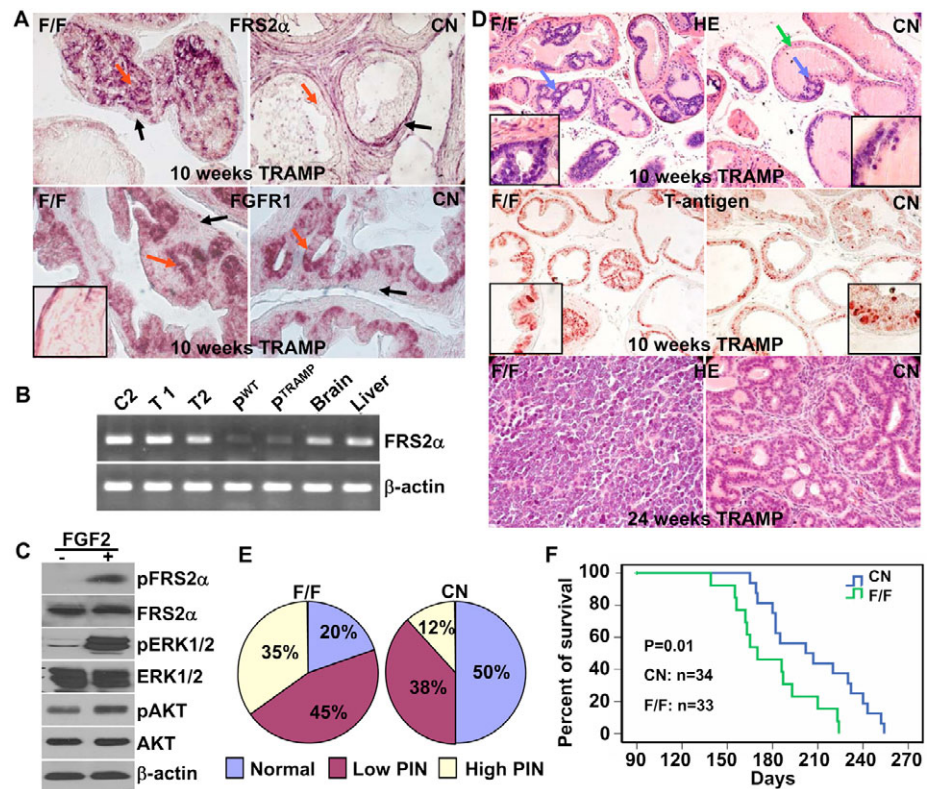 A
F/F
FRS2α
CN
10 weeks TRAMP
F/F
FGFR1
CN
10 weeks TRAMP
B
C2
T 1
T2
PWT
PTRAMP
Brain
Liver
FRS2α
β-actin
C
FGF2
- +
pFRS2α
FRS2α
pERK1/2
ERK1/2
pAKT
AKT
β-actin
D
F/F
HE
CN
10 weeks TRAMP
F/F
T-antigen
CN
10 weeks TRAMP
F/F
HE
CN
24 weeks TRAMP
E
F/F
20%
35%
45%
CN
12%
38%
50%
Normal
Low PIN
High PIN
F
Percent of survival
100
80
60
40
20
0
CN
F/F
P=0.01
CN: n=34
F/F: n=33
90 120 150 180 210 240 270
Days